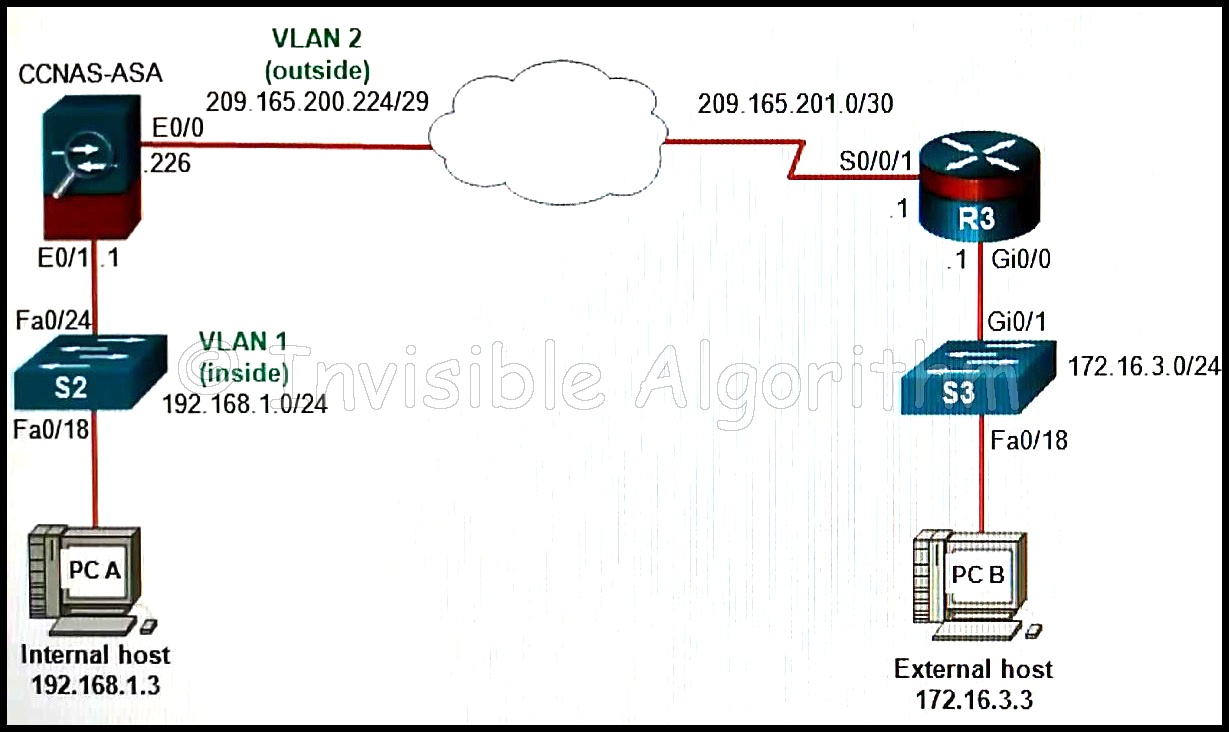 VLAN 2
(outside)
CCNAS-ASA
209.165.200.224/29
209.165.201.0/30
E0/0
.226
S0/0/1
.1
R3
E0/1 .1
.1 Gi0/0
Fa0/24
Gi0/1
VLAN 1
(inside)
192.168.1.0/24
S2
S3
172.16.3.0/24
© Invisible Algorithm
Fa0/18
Fa0/18
PC A
PC B
Internal host
192.168.1.3
External host
172.16.3.3